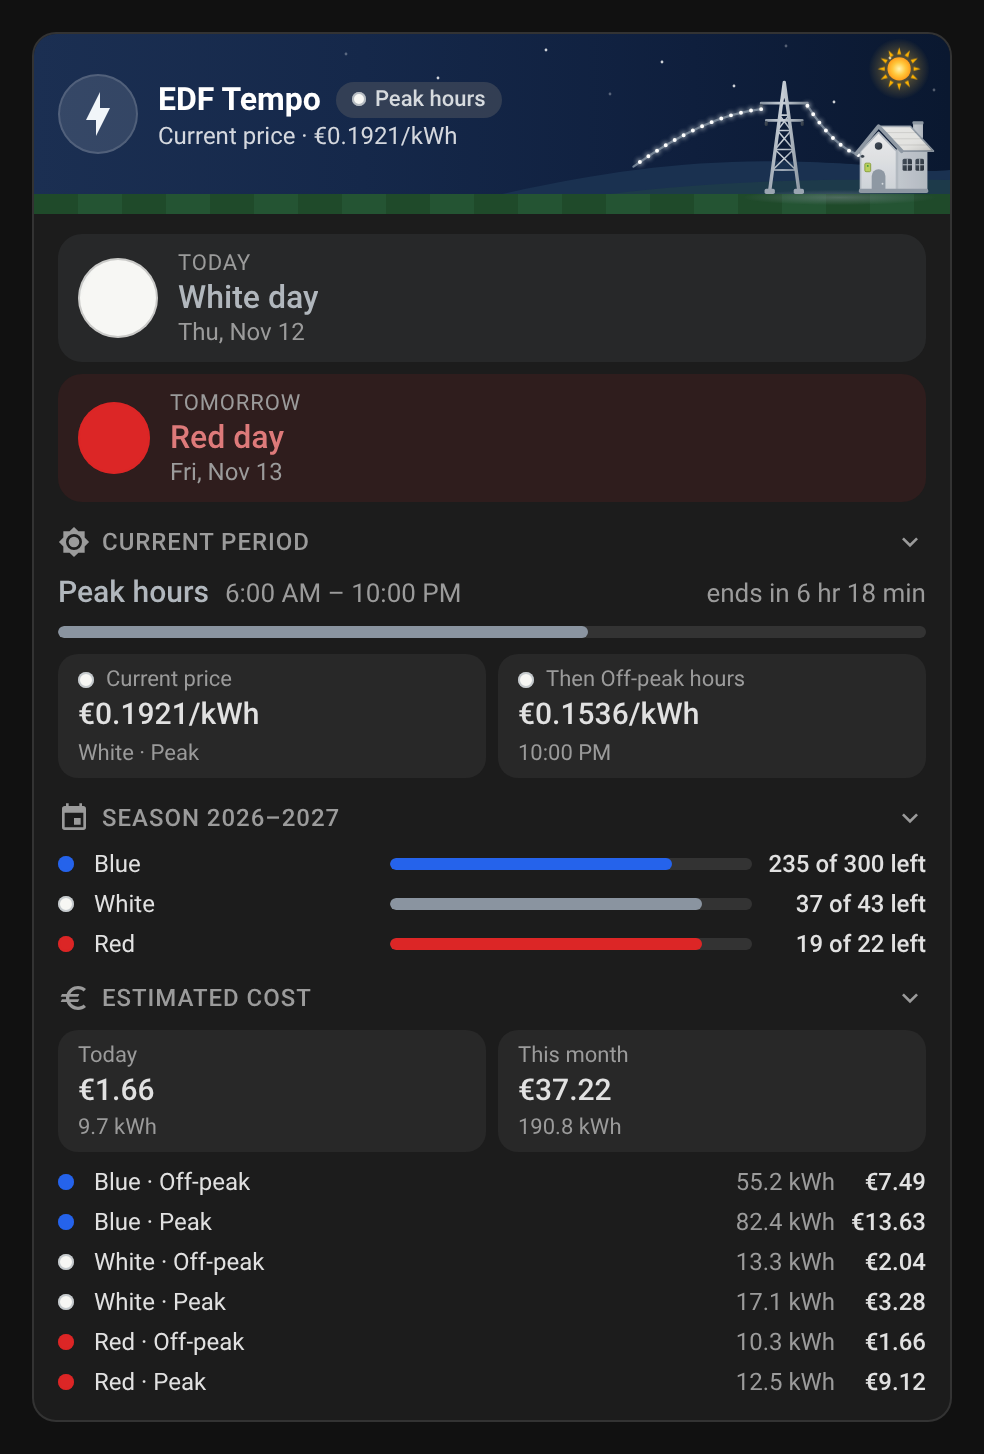 EDF Tempo
Peak hours
Current price · €0.1921/kWh
TODAY
White day
Thu, Nov 12
TOMORROW
Red day
Fri, Nov 13
CURRENT PERIOD
Peak hours 6:00 AM – 10:00 PM ends in 6 hr 18 min
Current price
€0.1921/kWh
White · Peak
Then Off-peak hours
€0.1536/kWh
10:00 PM
SEASON 2026–2027
Blue 235 of 300 left
White 37 of 43 left
Red 19 of 22 left
ESTIMATED COST
Today
€1.66
9.7 kWh
This month
€37.22
190.8 kWh
Blue · Off-peak 55.2 kWh €7.49
Blue · Peak 82.4 kWh €13.63
White · Off-peak 13.3 kWh €2.04
White · Peak 17.1 kWh €3.28
Red · Off-peak 10.3 kWh €1.66
Red · Peak 12.5 kWh €9.12